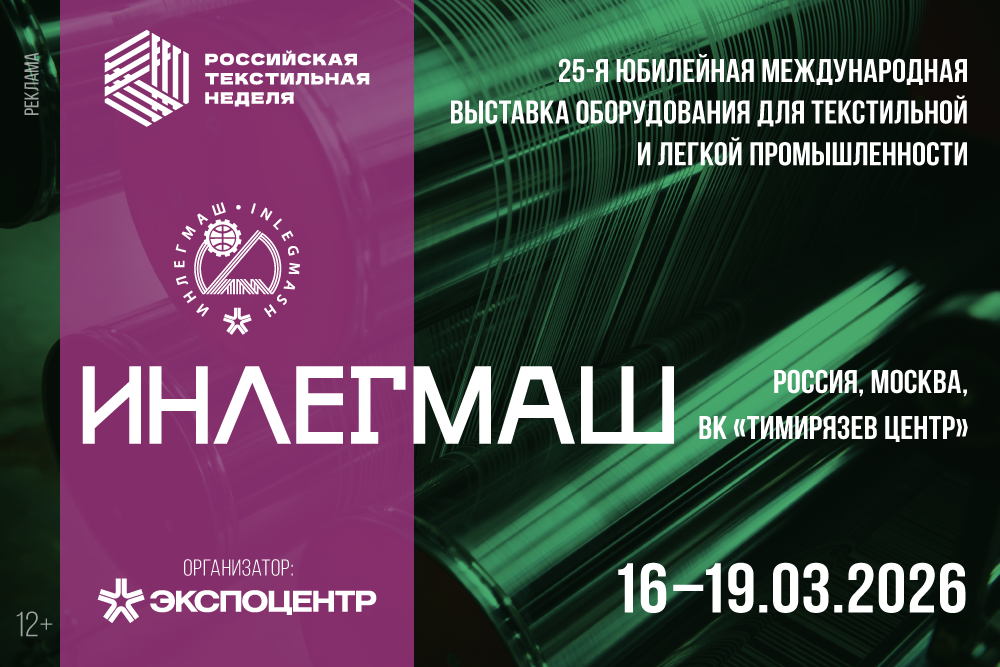 РЕКЛАМА
РОССИЙСКАЯ
ТЕКСТИЛЬНАЯ
НЕДЕЛЯ
25-Я ЮБИЛЕЙНАЯ МЕЖДУНАРОДНАЯ
ВЫСТАВКА ОБОРУДОВАНИЯ ДЛЯ ТЕКСТИЛЬНОЙ
И ЛЕГКОЙ ПРОМЫШЛЕННОСТИ
ИНЛЕГМАШ • INLEGMASH
ИНЛЕГМАШ
РОССИЯ, МОСКВА,
ВК «ТИМИРЯЗЕВ ЦЕНТР»
ОРГАНИЗАТОР:
ЭКСПОЦЕНТР
16–19.03.2026
12+